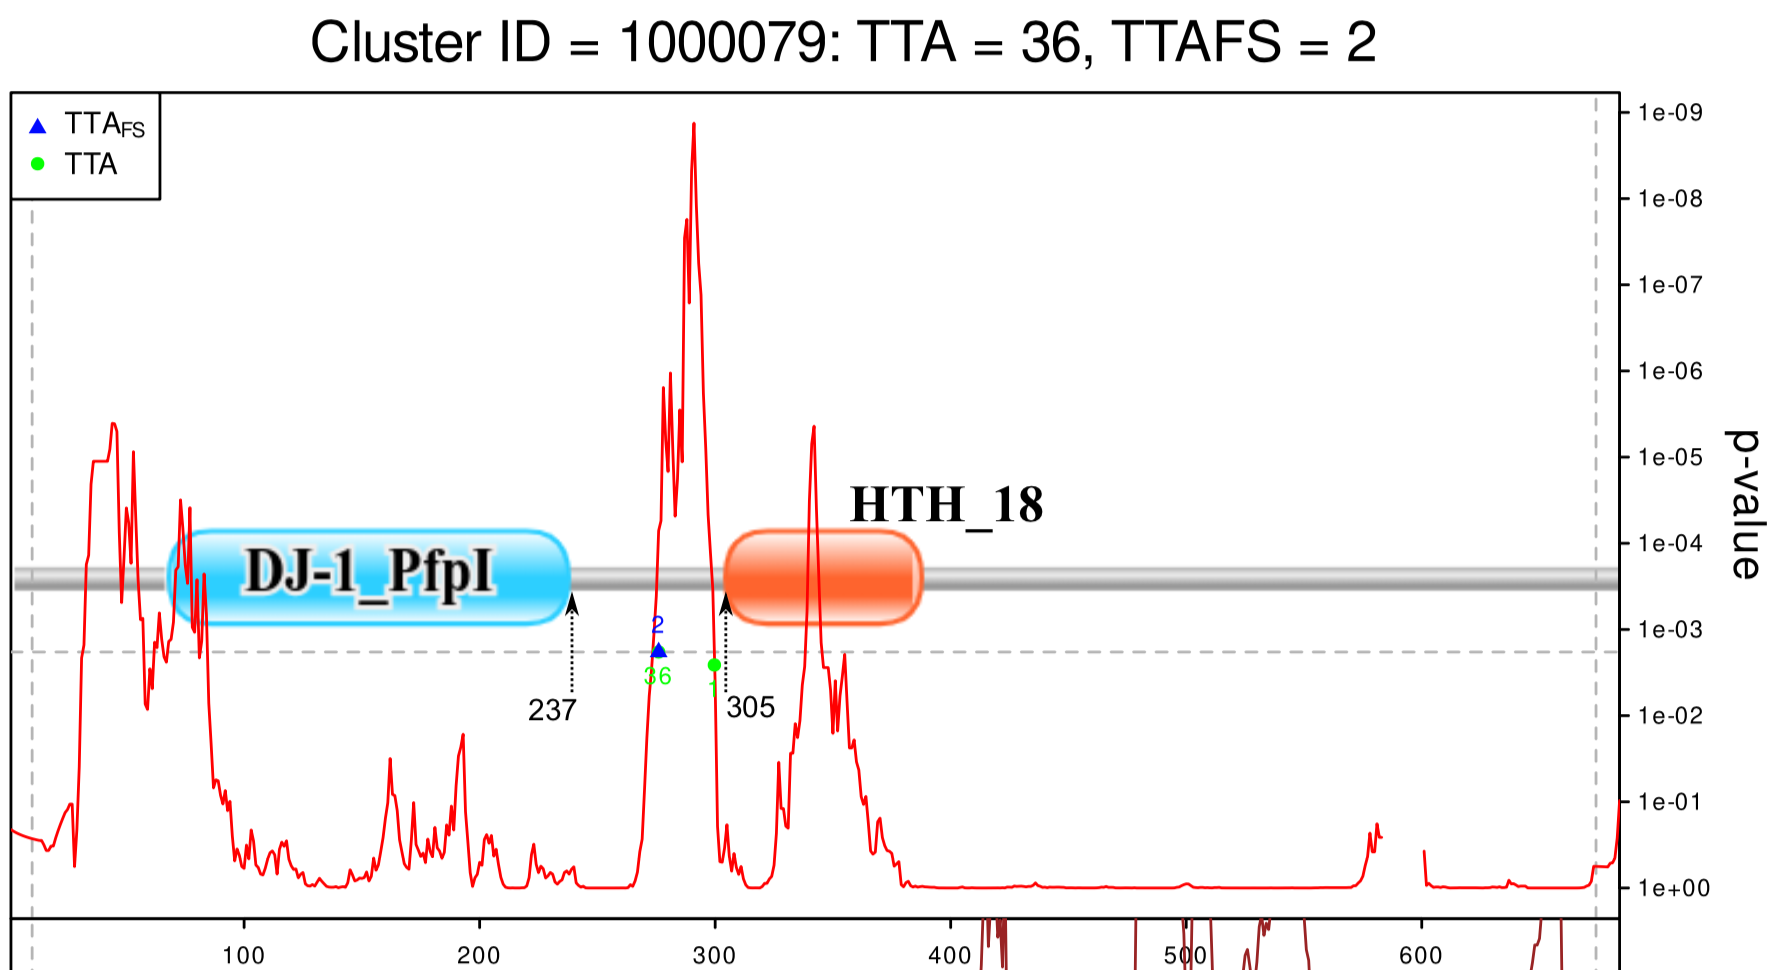 Cluster ID = 1000079: TTA = 36, TTAFS = 2
TTAFS
TTA
1e-09
1e-08
1e-07
1e-06
1e-05
1e-04
1e-03
1e-02
1e-01
1e+00
p-value
HTH_18
DJ-1_PfpI
2
36
1
237
305
100
200
300
400
500
600